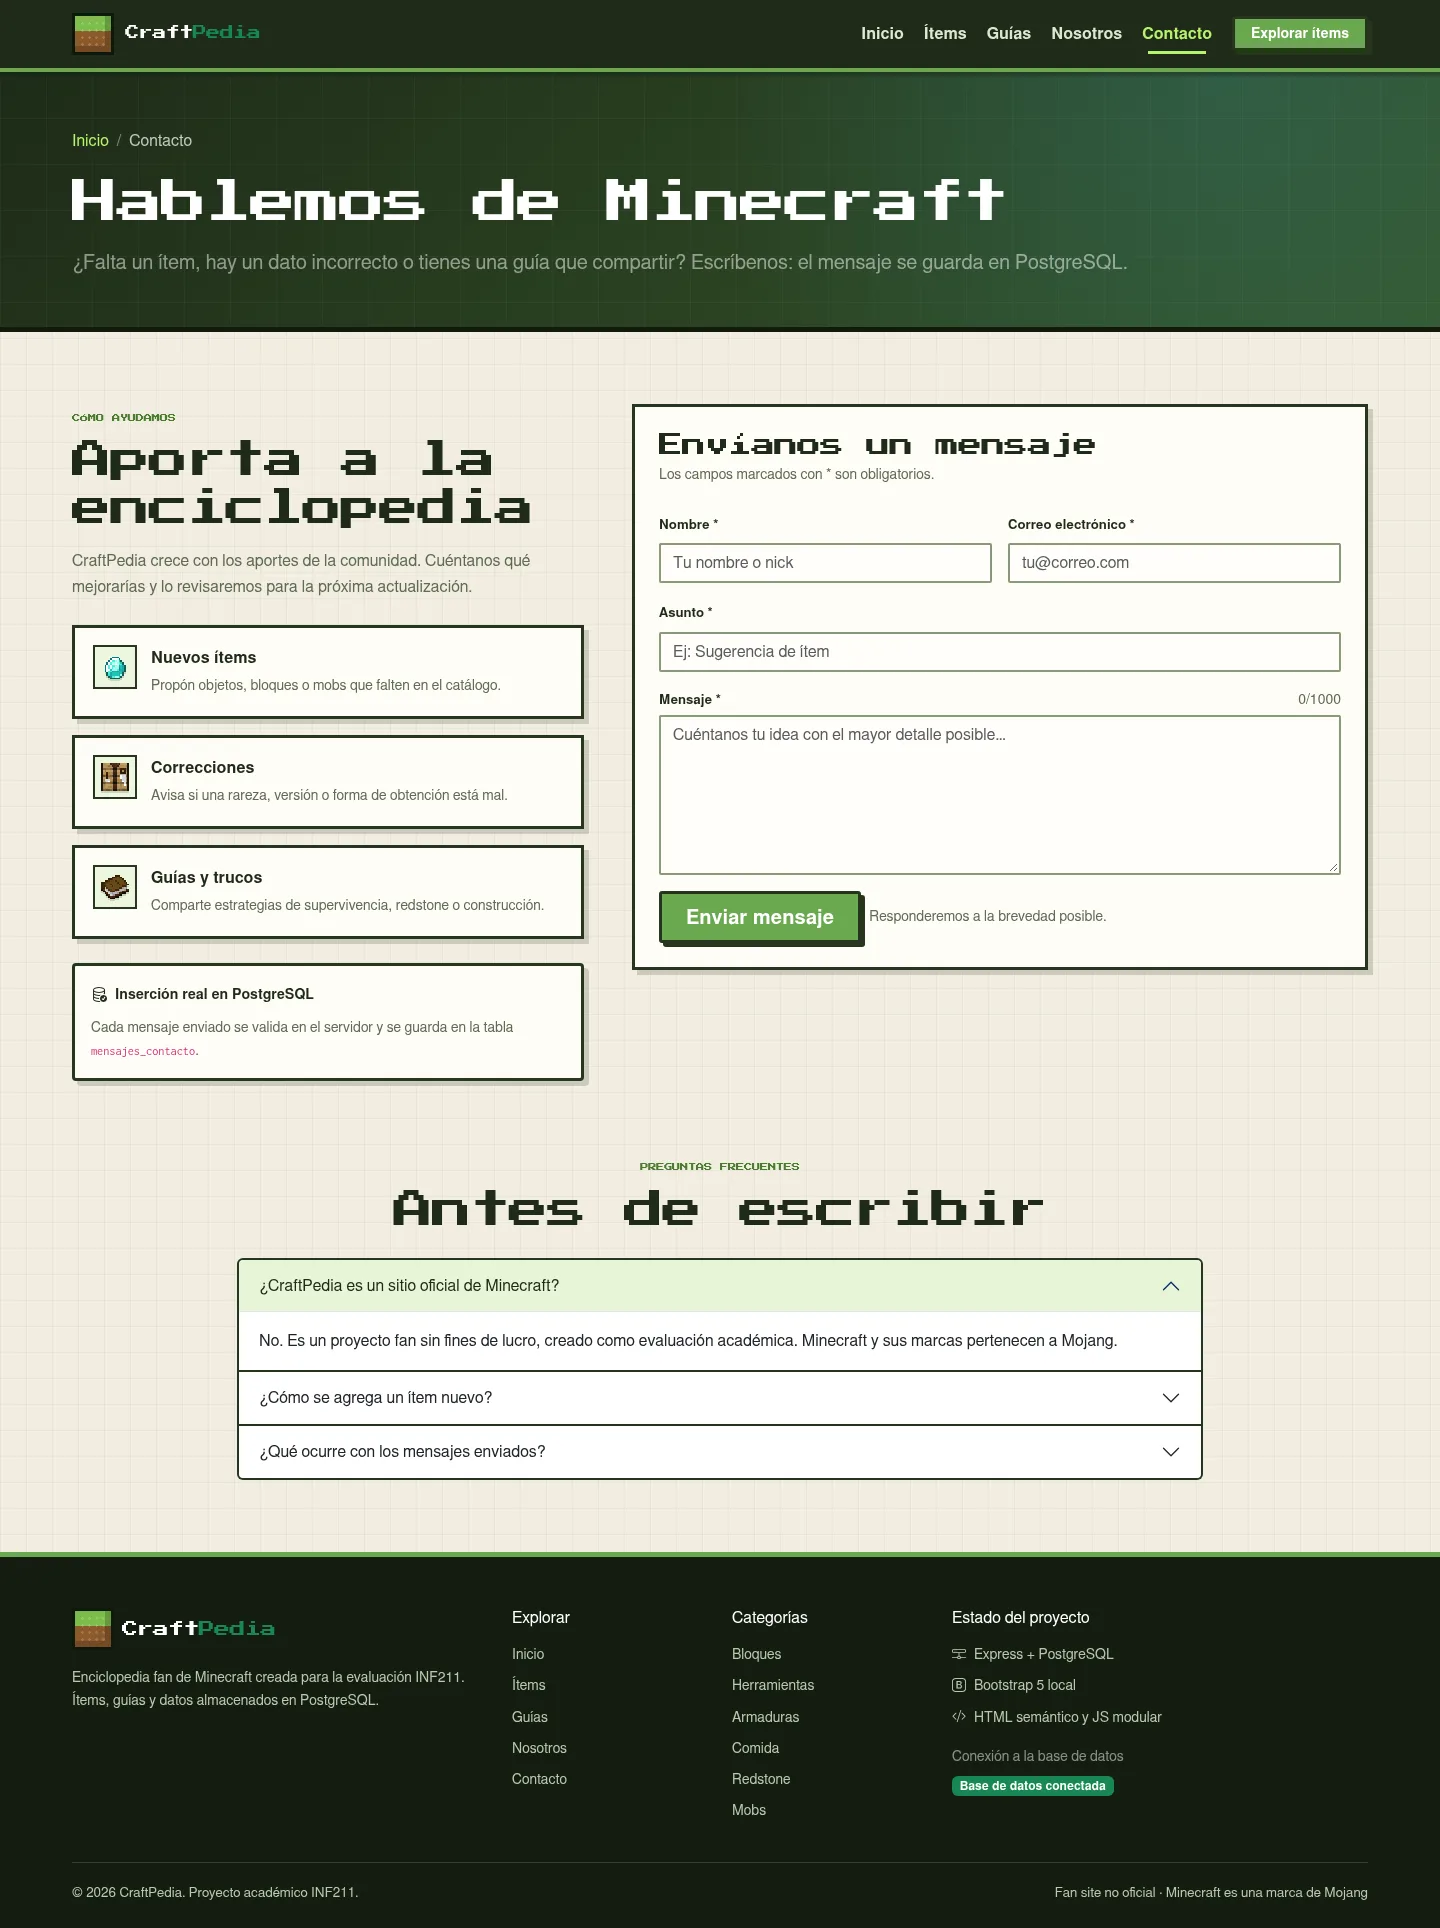 CraftPedia
Inicio
Ítems
Guías
Nosotros
Contacto
Explorar ítems
Inicio / Contacto
Hablemos de Minecraft
¿Falta un ítem, hay un dato incorrecto o tienes una guía que compartir? Escríbenos: el mensaje se guarda en PostgreSQL.
CÓMO AYUDAMOS
Aporta a la
enciclopedia
CraftPedia crece con los aportes de la comunidad. Cuéntanos qué
mejorarías y lo revisaremos para la próxima actualización.
Nuevos ítems
Propón objetos, bloques o mobs que falten en el catálogo.
Correcciones
Avisa si una rareza, versión o forma de obtención está mal.
Guías y trucos
Comparte estrategias de supervivencia, redstone o construcción.
Inserción real en PostgreSQL
Cada mensaje enviado se valida en el servidor y se guarda en la tabla
mensajes_contacto.
Envíanos un mensaje
Los campos marcados con * son obligatorios.
Nombre *
Tu nombre o nick
Correo electrónico *
tu@correo.com
Asunto *
Ej: Sugerencia de ítem
Mensaje *
0/1000
Cuéntanos tu idea con el mayor detalle posible...
Enviar mensaje
Responderemos a la brevedad posible.
PREGUNTAS FRECUENTES
Antes de escribir
¿CraftPedia es un sitio oficial de Minecraft?
No. Es un proyecto fan sin fines de lucro, creado como evaluación académica. Minecraft y sus marcas pertenecen a Mojang.
¿Cómo se agrega un ítem nuevo?
¿Qué ocurre con los mensajes enviados?
CraftPedia
Enciclopedia fan de Minecraft creada para la evaluación INF211.
Ítems, guías y datos almacenados en PostgreSQL.
Explorar
Inicio
Ítems
Guías
Nosotros
Contacto
Categorías
Bloques
Herramientas
Armaduras
Comida
Redstone
Mobs
Estado del proyecto
Express + PostgreSQL
Bootstrap 5 local
HTML semántico y JS modular
Conexión a la base de datos
Base de datos conectada
© 2026 CraftPedia. Proyecto académico INF211.
Fan site no oficial · Minecraft es una marca de Mojang